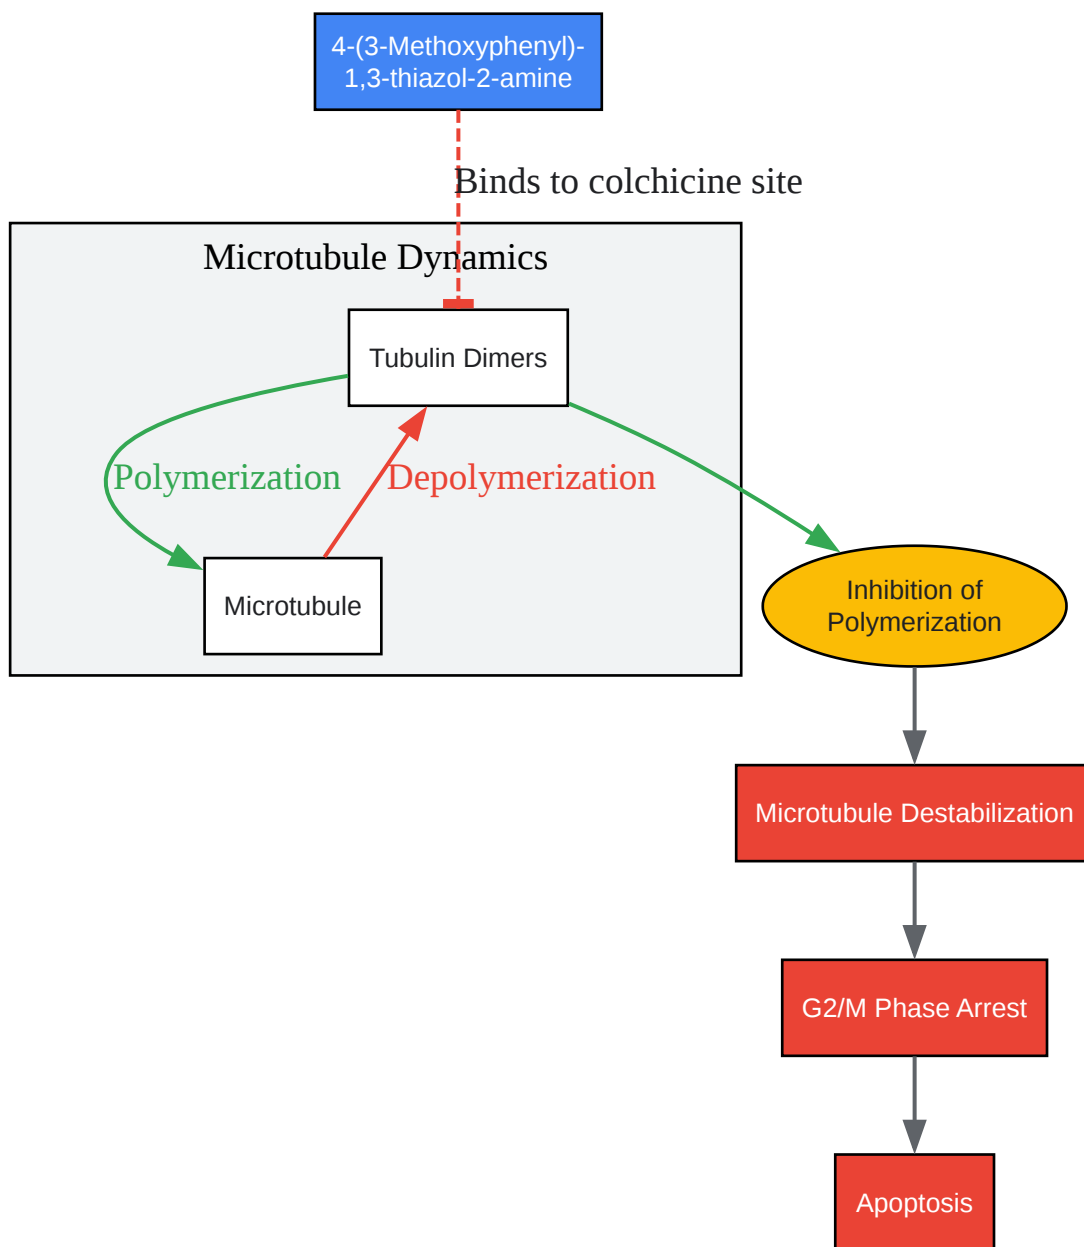 4-(3-Methoxyphenyl)-
1,3-thiazol-2-amine
Binds to colchicine site
Microtubule Dynamics
Tubulin Dimers
Polymerization
Depolymerization
Microtubule
Inhibition of
Polymerization
Microtubule Destabilization
G2/M Phase Arrest
Apoptosis